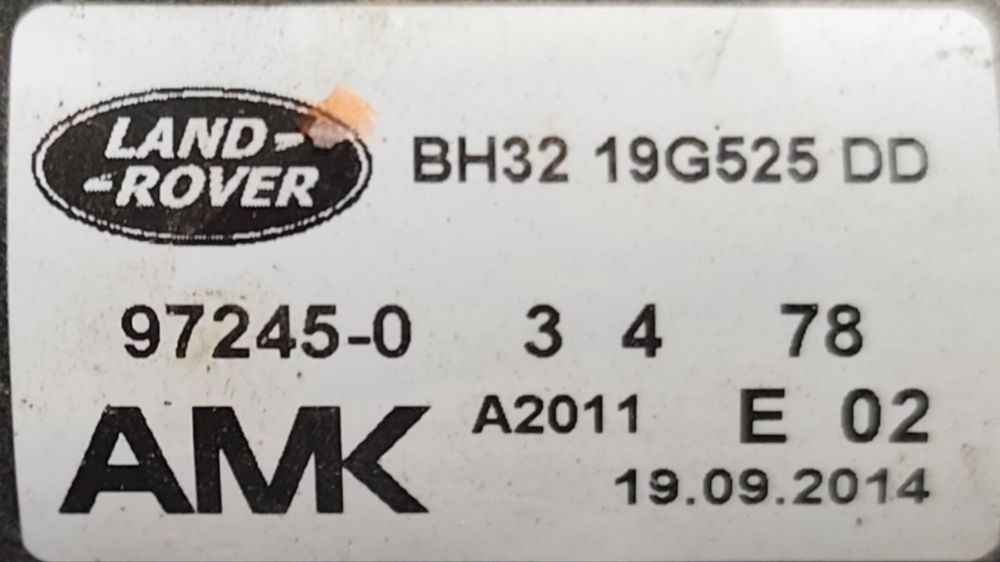 LAND-
-ROVER
BH32 19G525 DD
97245-0 3 4 78
AMK A2011 E 02
19.09.2014